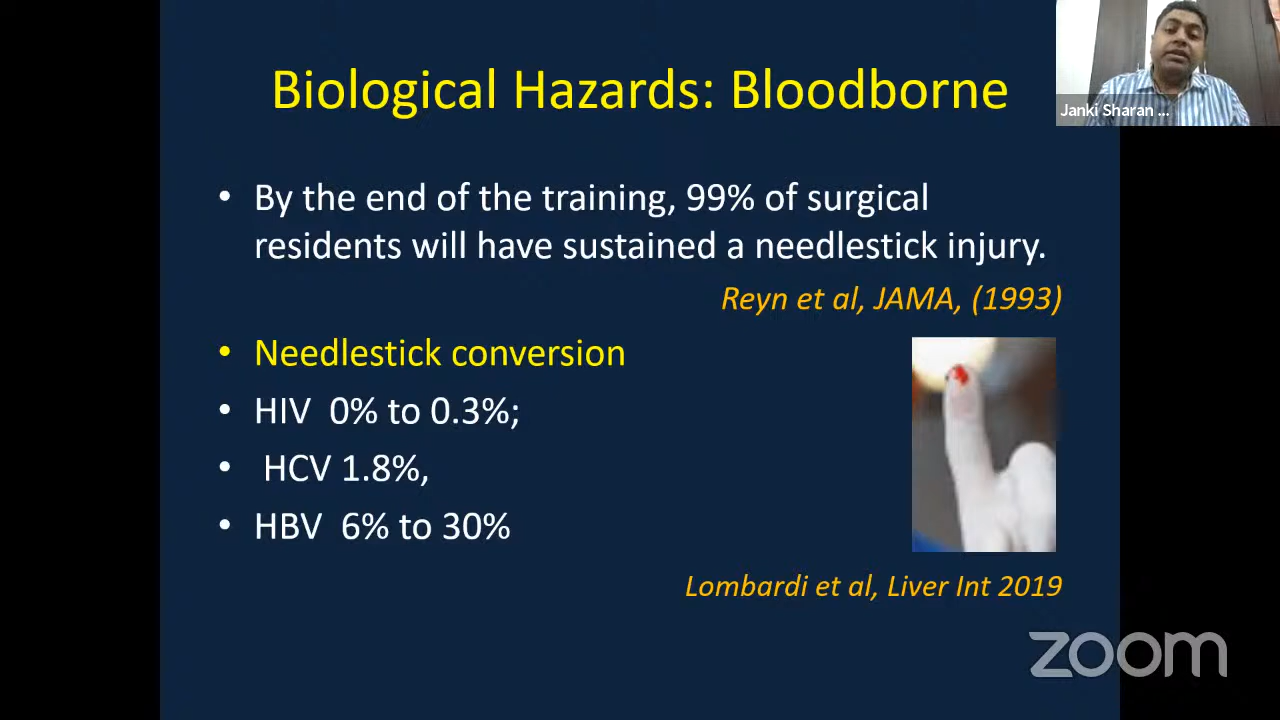 Biological Hazards: Bloodborne
Janki Sharan ...
• By the end of the training, 99% of surgical
residents will have sustained a needlestick injury.
Reyn et al, JAMA, (1993)
• Needlestick conversion
• HIV 0% to 0.3%;
• HCV 1.8%,
• HBV 6% to 30%
Lombardi et al, Liver Int 2019
zoom